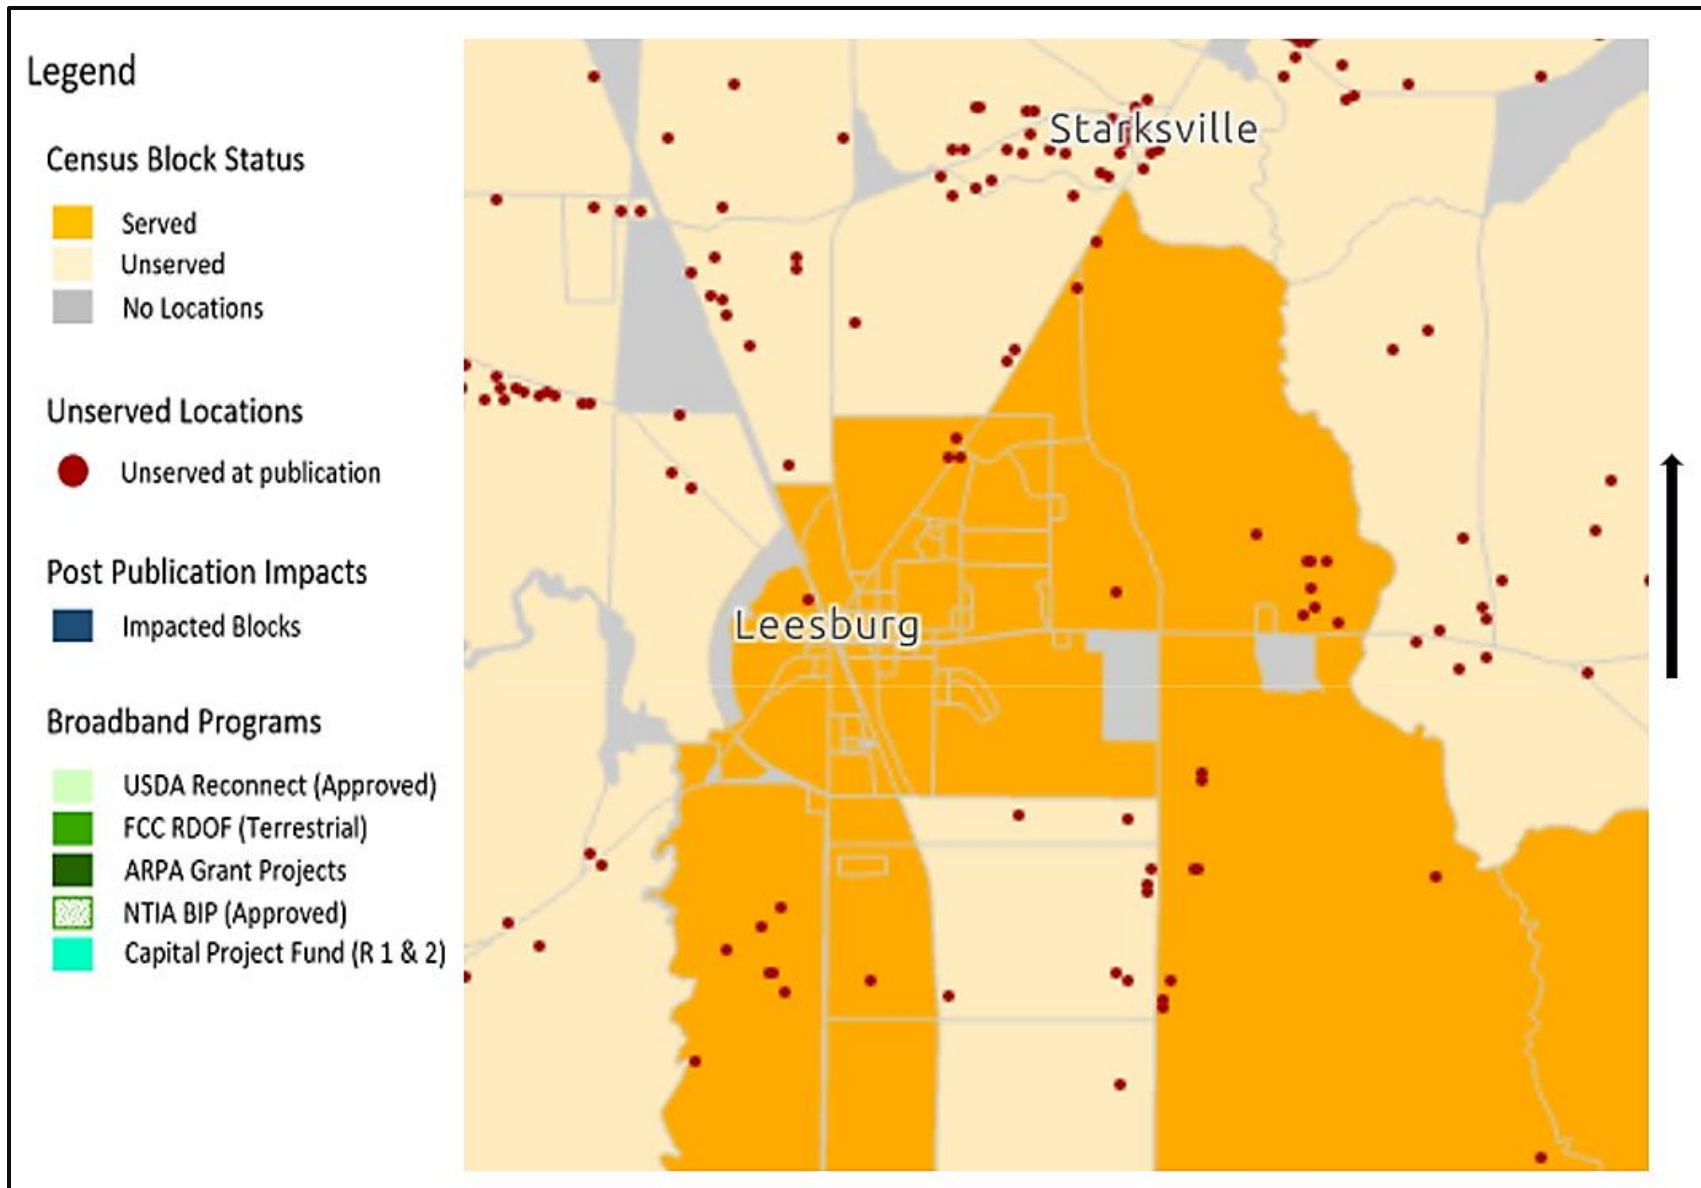 Legend
Census Block Status
Served
Unserved
No Locations
Unserved Locations
Unserved at publication
Post Publication Impacts
Impacted Blocks
Broadband Programs
USDA Reconnect (Approved)
FCC RDOF (Terrestrial)
ARPA Grant Projects
NTIA BIP (Approved)
Capital Project Fund (R 1 & 2)
Starksville
Leesburg